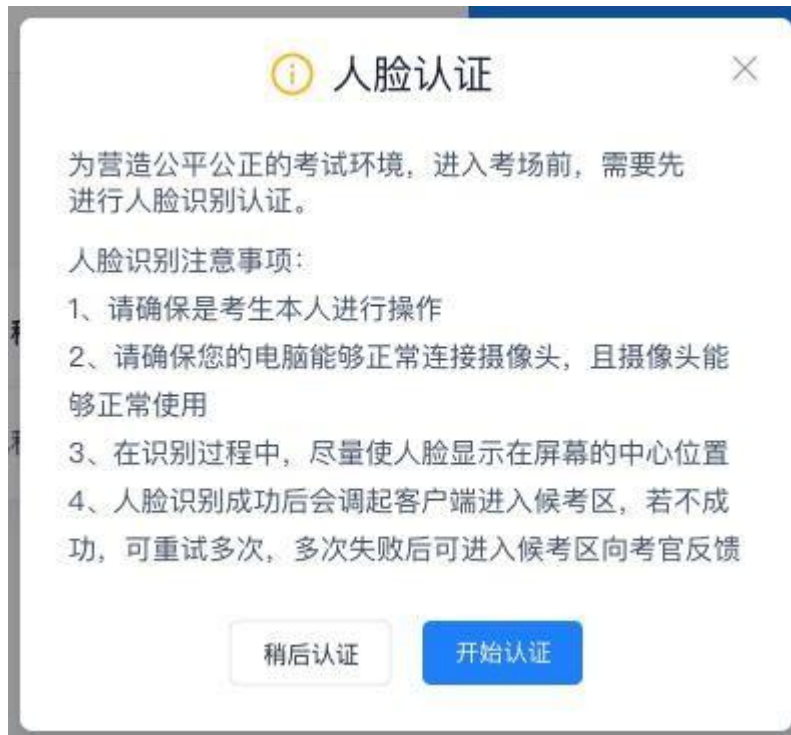 人脸认证
为营造公平公正的考试环境，进入考场前，需要先
进行人脸识别认证。
人脸识别注意事项：
1、请确保是考生本人进行操作
2、请确保您的电脑能够正常连接摄像头，且摄像头能
够正常使用
3、在识别过程中，尽量使人脸显示在屏幕的中心位置
4、人脸识别成功后会调起客户端进入候考区，若不成
功，可重试多次，多次失败后可进入候考区向考官反馈
稍后认证
开始认证